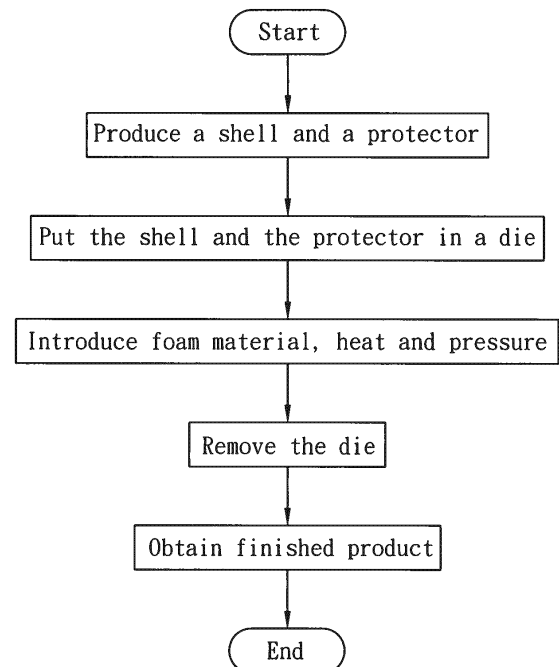 Start
Produce a shell and a protector
Put the shell and the protector in a die
Introduce foam material, heat and pressure
Remove the die
Obtain finished product
End